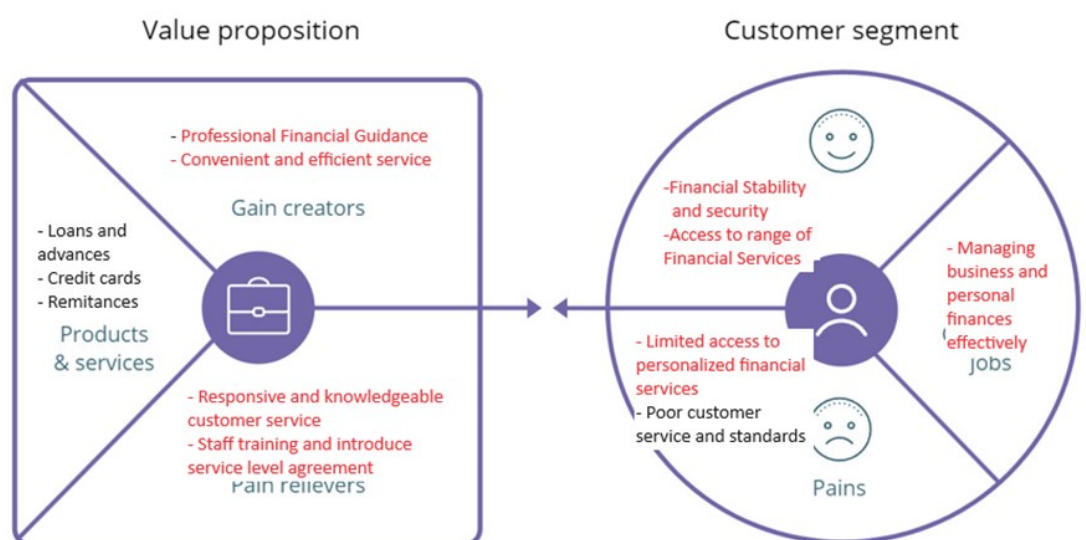 Value proposition
- Professional Financial Guidance
- Convenient and efficient service
Gain creators
- Loans and
advances
- Credit cards
- Remitances
Products
& services
- Responsive and knowledgeable
customer service
- Staff training and introduce
service level agreement
Pain relievers
Customer segment
-Financial Stability
and security
-Access to range of
Financial Services
- Managing
business and
personal
finances
effectively
jobs
- Limited access to
personalized financial
services
- Poor customer
service and standards
Pains